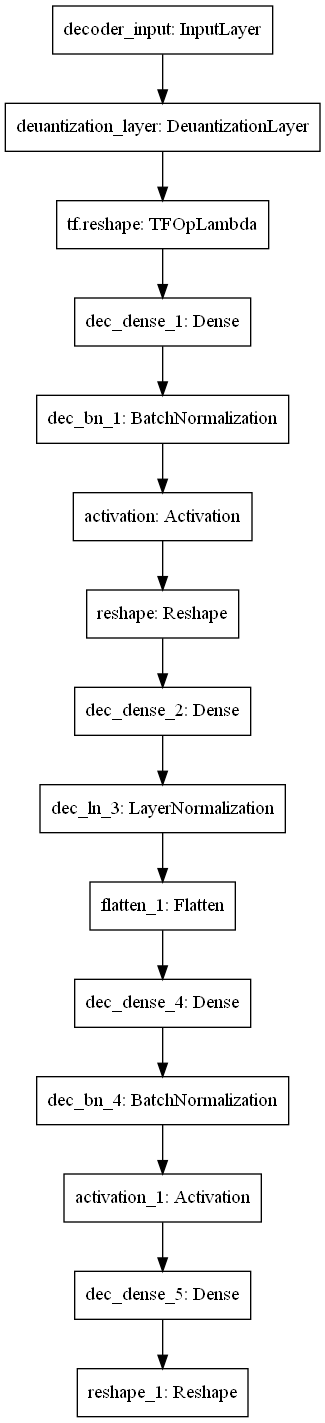 decoder_input: InputLayer
deuantization_layer: DeuantizationLayer
tf.reshape: TFOpLambda
dec_dense_1: Dense
dec_bn_1: BatchNormalization
activation: Activation
reshape: Reshape
dec_dense_2: Dense
dec_ln_3: LayerNormalization
flatten_1: Flatten
dec_dense_4: Dense
dec_bn_4: BatchNormalization
activation_1: Activation
dec_dense_5: Dense
reshape_1: Reshape